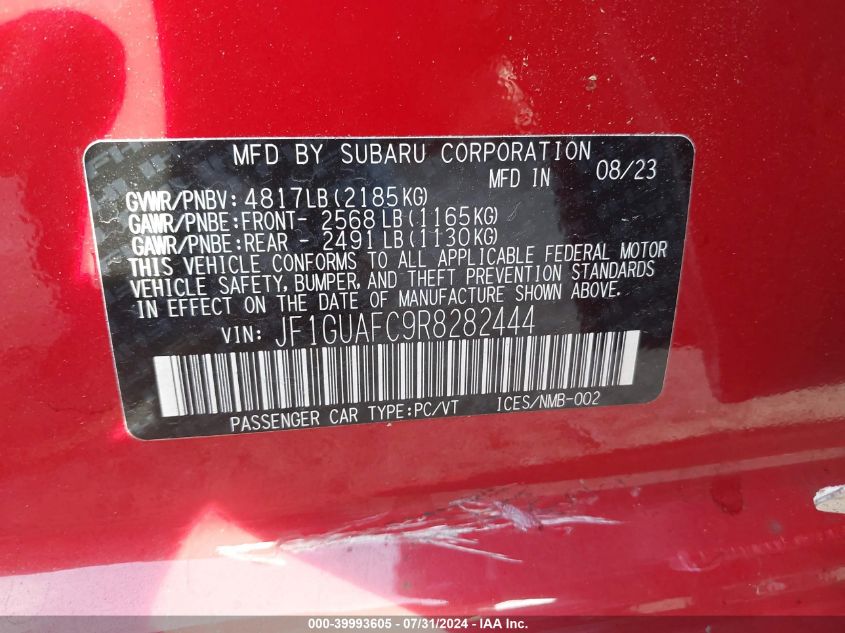 MFD BY SUBARU CORPORATION
MFD IN 08/23
GVWR/PNBV: 4817LB(2185KG)
GAWR/PNBE:FRONT- 2568LB(1165KG)
GAWR/PNBE:REAR - 2491LB(1130KG)
THIS VEHICLE CONFORMS TO ALL APPLICABLE FEDERAL MOTOR
VEHICLE SAFETY, BUMPER, AND THEFT PREVENTION STANDARDS
IN EFFECT ON THE DATE OF MANUFACTURE SHOWN ABOVE.
VIN: JF1GUAFC9R8282444
PASSENGER CAR TYPE:PC/VT ICES/NMB-002
000-39993605 - 07/31/2024 - IAA Inc.